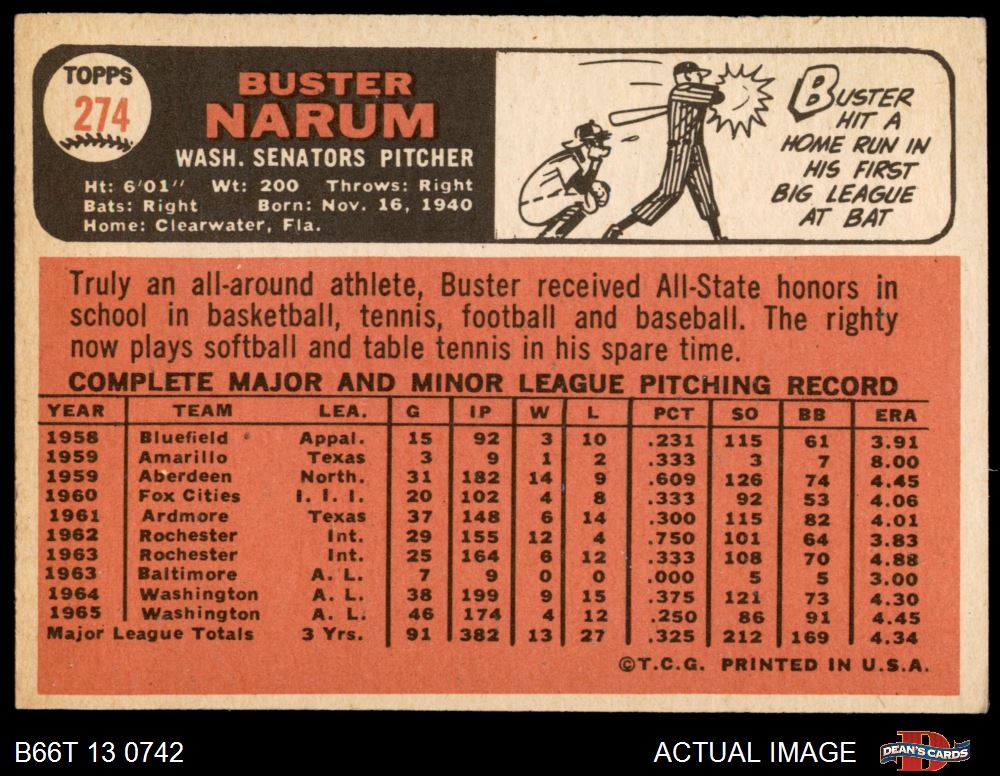 TOPPS
274
BUSTER
NARUM
WASH. SENATORS PITCHER
Ht: 6'01" Wt: 200 Throws: Right
Bats: Right Born: Nov. 16, 1940
Home: Clearwater, Fla.
BUSTER
HIT A
HOME RUN IN
HIS FIRST
BIG LEAGUE
AT BAT
Truly an all-around athlete, Buster received All-State honors in
school in basketball, tennis, football and baseball. The righty
now plays softball and table tennis in his spare time.
COMPLETE MAJOR AND MINOR LEAGUE PITCHING RECORD
YEAR TEAM LEA. G IP W L PCT SO BB ERA
1958 Bluefield Appal. 15 92 3 10 .231 115 61 3.91
1959 Amarillo Texas 3 9 1 2 .333 3 7 8.00
1959 Aberdeen North. 31 182 14 9 .609 126 74 4.45
1960 Fox Cities I. I. I. 20 102 4 8 .333 92 53 4.06
1961 Ardmore Texas 37 148 6 14 .300 115 82 4.01
1962 Rochester Int. 29 155 12 4 .750 101 64 3.83
1963 Rochester Int. 25 164 6 12 .333 108 70 4.88
1963 Baltimore A. L. 7 9 0 0 .000 5 5 3.00
1964 Washington A. L. 38 199 9 15 .375 121 73 4.30
1965 Washington A. L. 46 174 4 12 .250 86 91 4.45
Major League Totals 3 Yrs. 91 382 13 27 .325 212 169 4.34
©T.C.G. PRINTED IN U.S.A.
B66T 13 0742 ACTUAL IMAGE DEAN'S CARDS